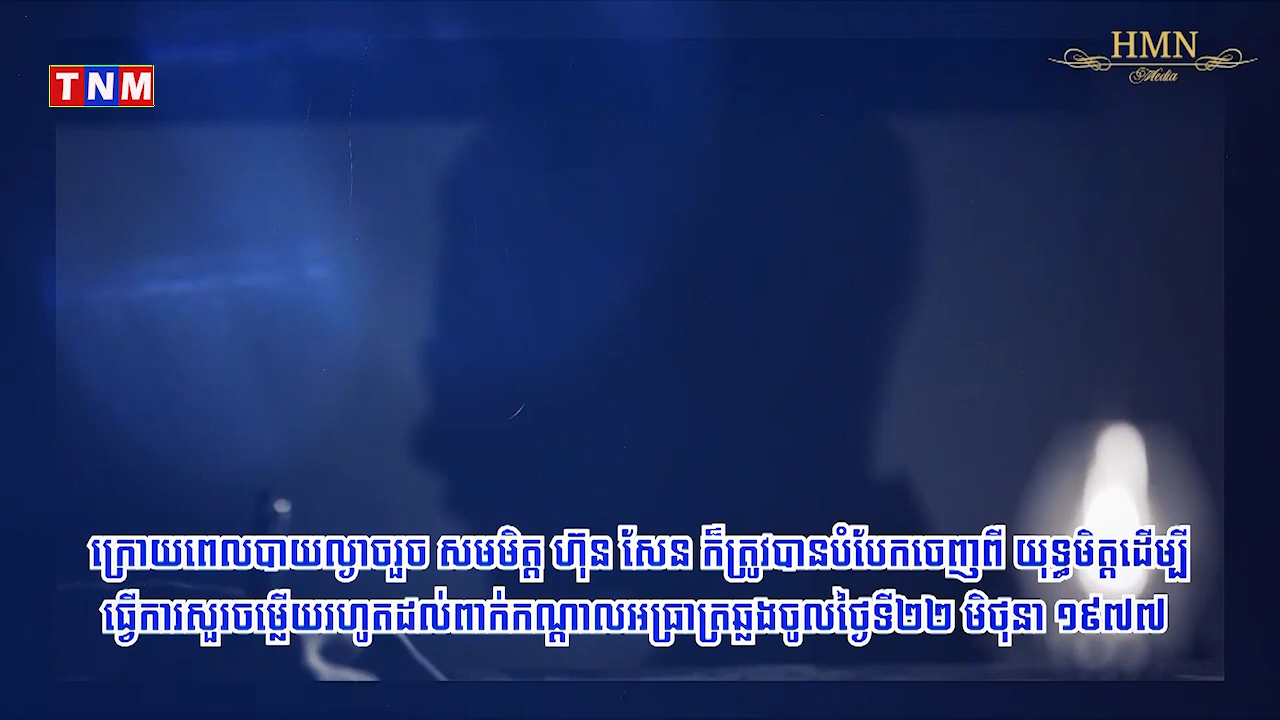 TNM
HMN
Media
ក្រោយពេលបាយល្ងាចរួច សមមិត្ត ហ៊ុន សែន ក៏ត្រូវបានបំបែកចេញពី យុទ្ធមិត្តដើម្បី
ធ្វើការសួរចម្លើយរហូតដល់ពាក់កណ្ដាលអធ្រាត្រឆ្លងចូលថ្ងៃទី២២ មិថុនា ១៩៧៧